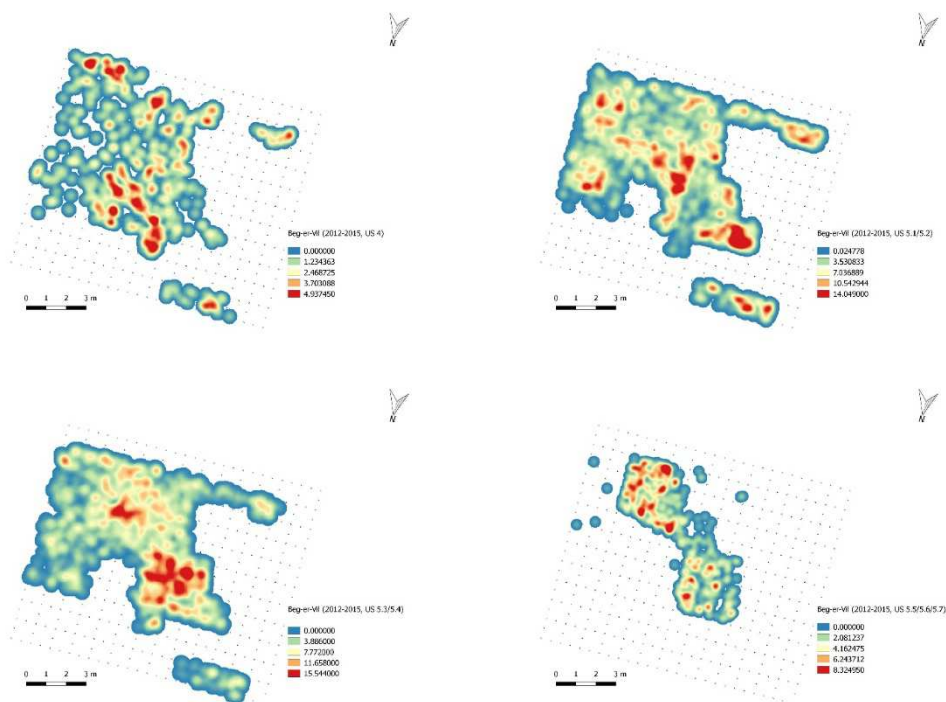 N
Beg-er-Vil (2012-2015, US 4)
0.000000
1.234363
2.468725
3.703088
4.937450
0 1 2 3 m
N
Beg-er-Vil (2012-2015, US 5.1/5.2)
0.024778
3.530833
7.036889
10.542944
14.049000
0 1 2 3 m
N
Beg-er-Vil (2012-2015, US 5.3/5.4)
0.000000
3.886000
7.772000
11.658000
15.544000
0 1 2 3 m
N
Beg-er-Vil (2012-2015, US 5.5/5.6/5.7)
0.000000
2.081237
4.162475
6.243712
8.324950
0 1 2 3 m